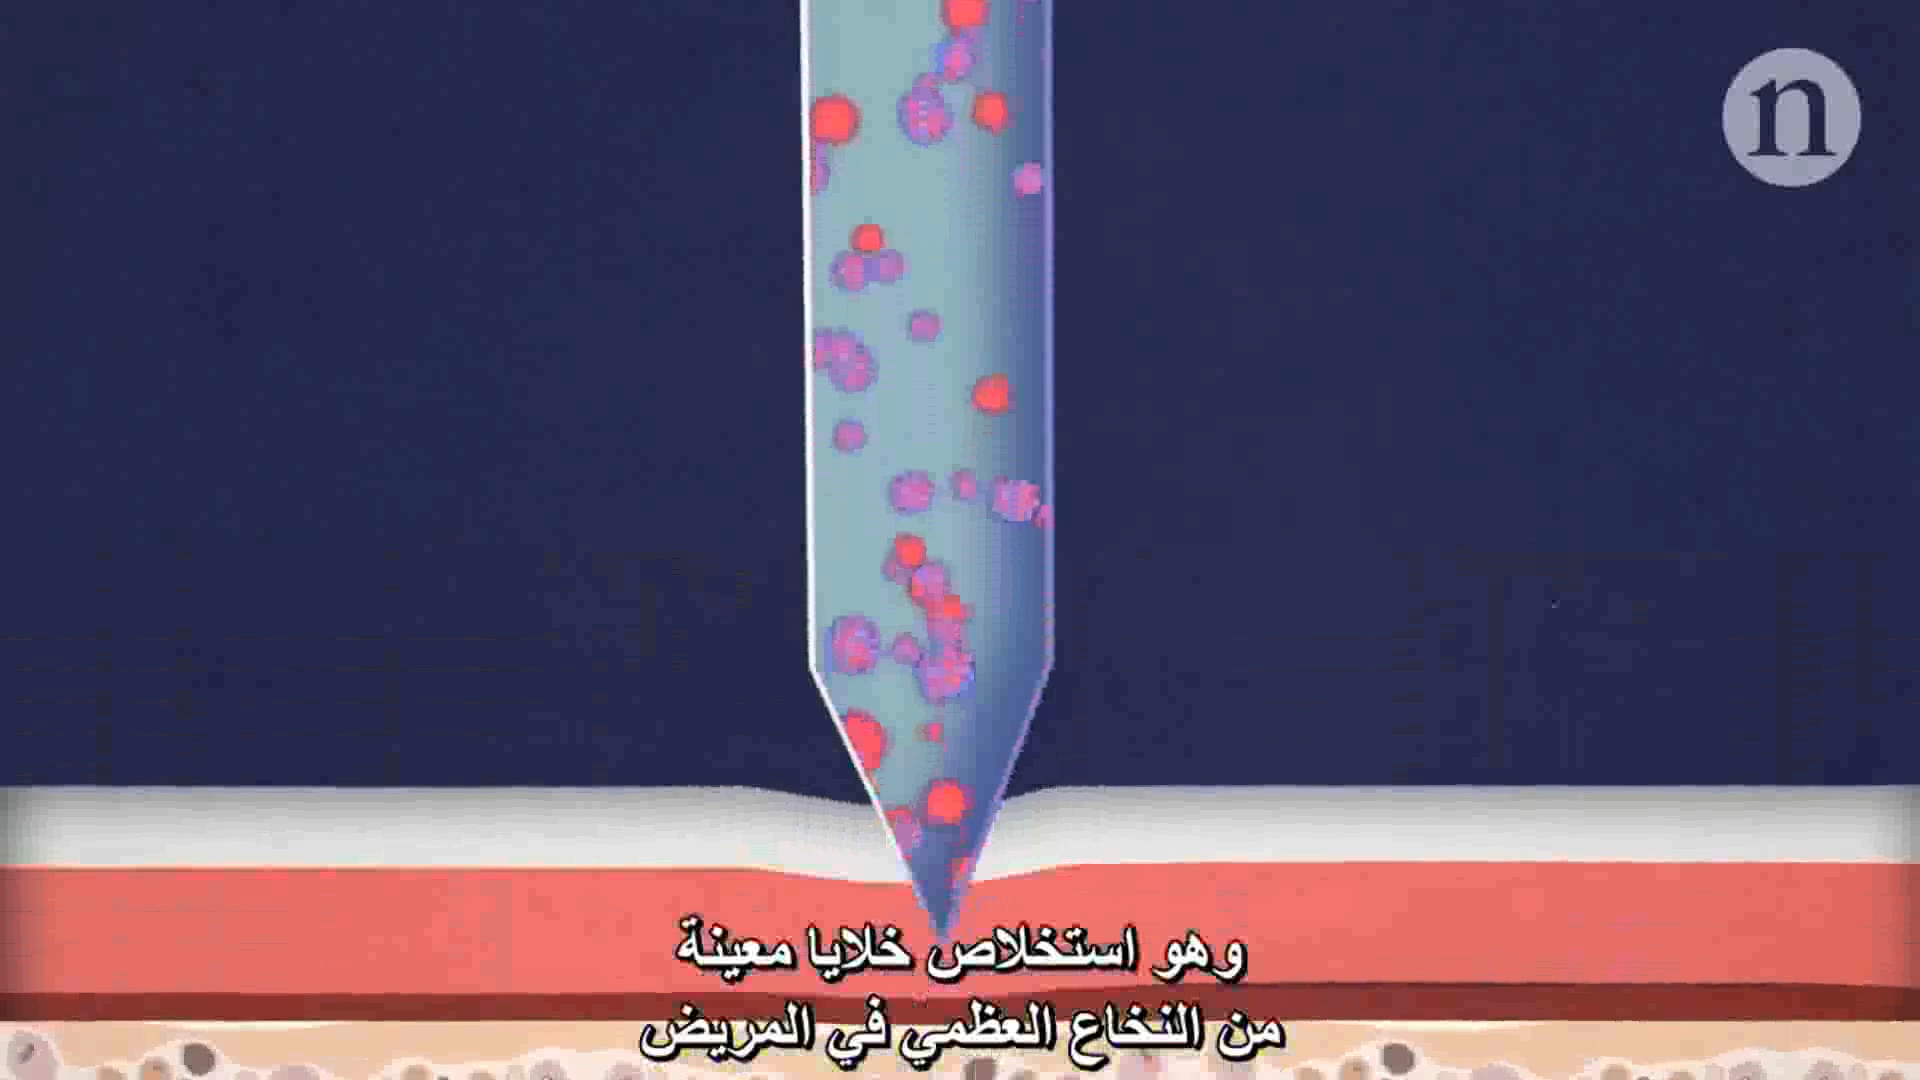 n
وهو استخلاص خلايا معينة
من النخاع العظمي في المريض